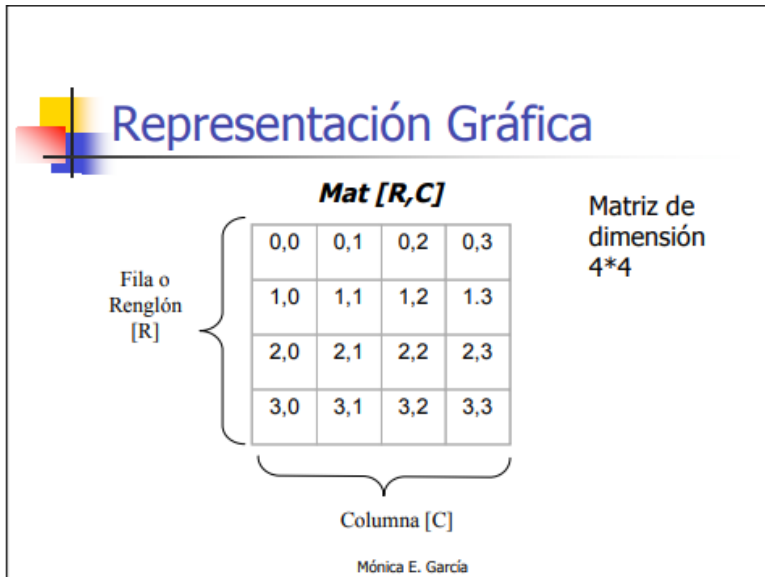 Representación Gráfica
Mat [R,C]
Matriz de
dimensión
4*4
Fila o
Renglón
[R]
0,0 0,1 0,2 0,3
1,0 1,1 1,2 1.3
2,0 2,1 2,2 2,3
3,0 3,1 3,2 3,3
Columna [C]
Mónica E. García